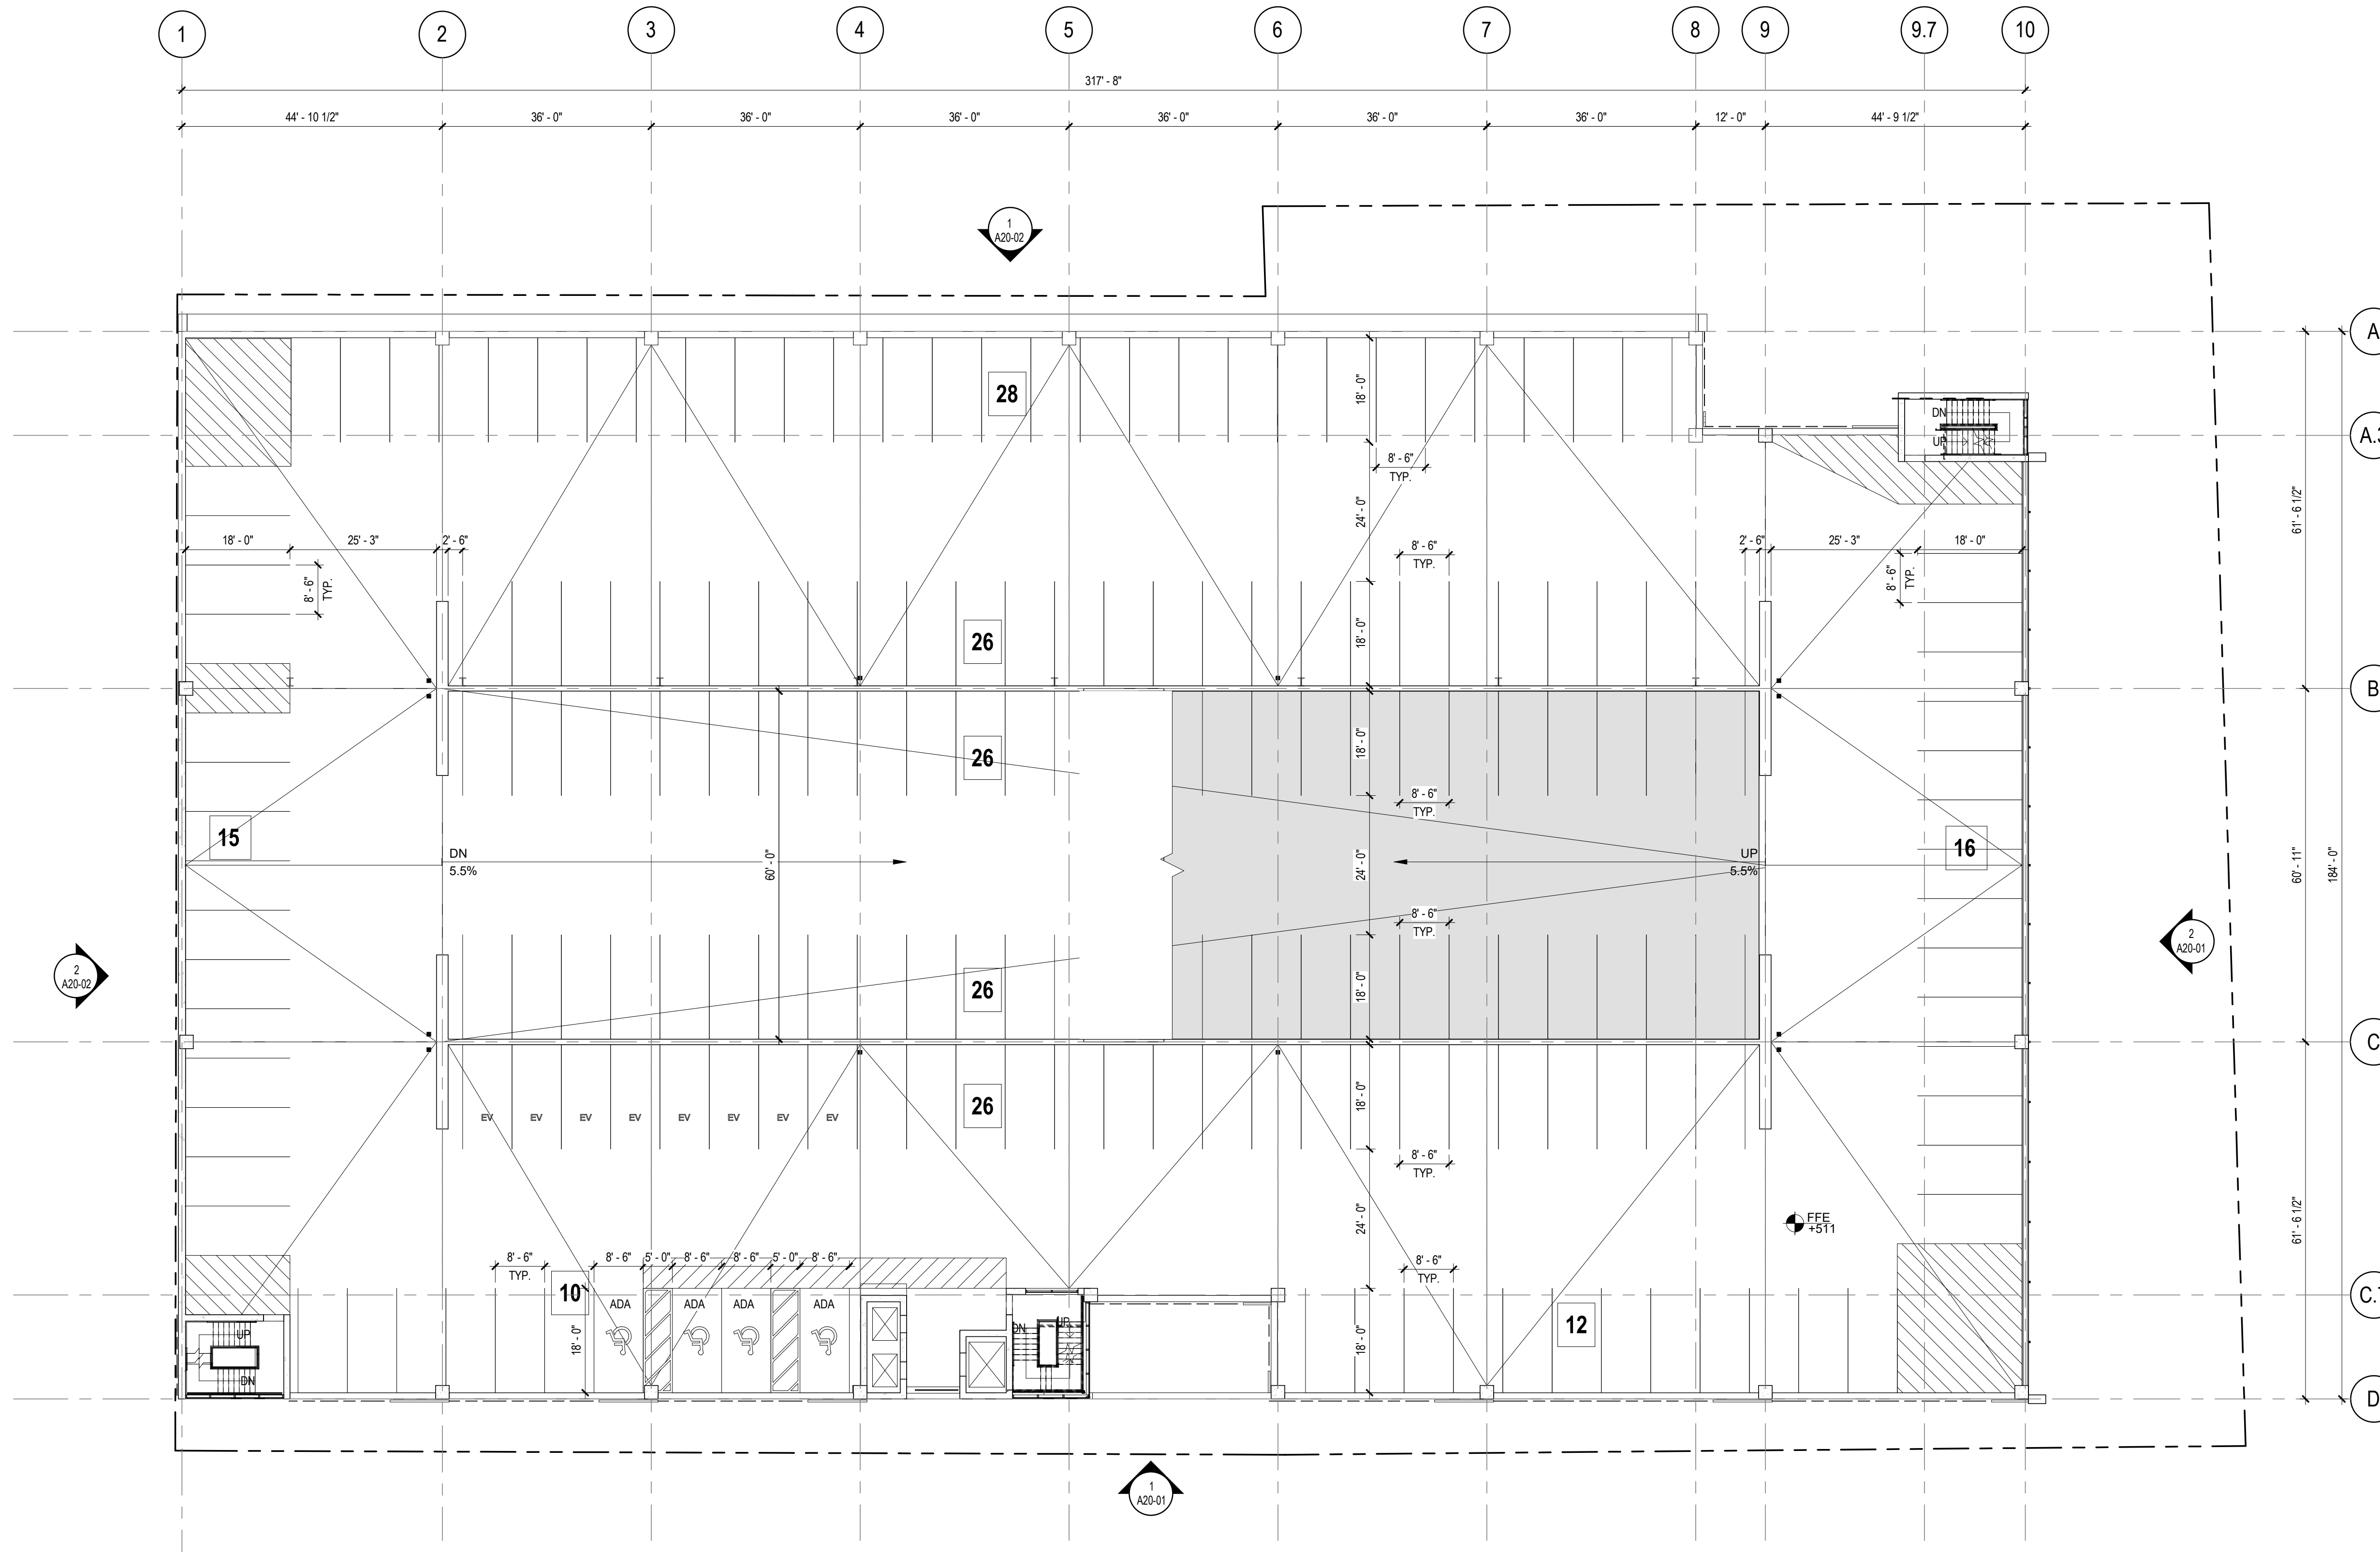 1 2 3 4 5 6 7 8 9 9.7 10
317' - 8"
44' - 10 1/2" 36' - 0" 36' - 0" 36' - 0" 36' - 0" 36' - 0" 36' - 0" 12' - 0" 44' - 9 1/2"
1
A20-02
A
28
18' - 0"
DN
UP
8' - 6"
TYP.
24' - 0"
61' - 6 1/2"
18' - 0" 25' - 3" 2' - 6"
8' - 6"
TYP.
8' - 6"
TYP.
2' - 6" 25' - 3" 18' - 0"
8' - 6"
TYP.
26
18' - 0"
B
26
18' - 0"
8' - 6"
TYP.
15
16
DN
5.5%
60' - 0"
24' - 0"
UP
5.5%
60' - 11"
184' - 0"
8' - 6"
TYP.
2
A20-02
2
A20-01
26
18' - 0"
C
26
18' - 0"
EV EV EV EV EV EV EV EV
8' - 6"
TYP.
24' - 0"
FFE
+511
61' - 6 1/2"
8' - 6"
TYP.
8' - 6" 5' - 0" 8' - 6" 8' - 6" 5' - 0" 8' - 6"
8' - 6"
TYP.
10
ADA ADA ADA ADA
18' - 0"
12
18' - 0"
UP
DN
DN
UP
D
1
A20-01